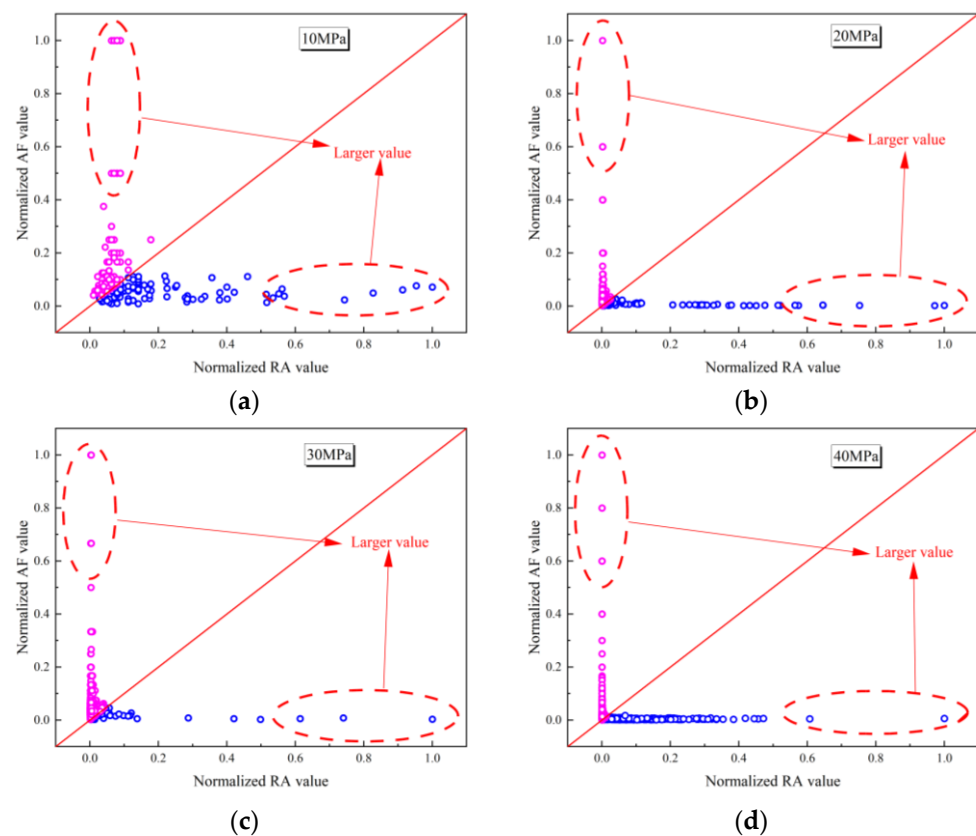 10MPa
Larger value
Normalized AF value
1.0
0.8
0.6
0.4
0.2
0.0
0.0 0.2 0.4 0.6 0.8 1.0
Normalized RA value
(a)
20MPa
Larger value
Normalized AF value
1.0
0.8
0.6
0.4
0.2
0.0
0.0 0.2 0.4 0.6 0.8 1.0
Normalized RA value
(b)
30MPa
Larger value
Normalized AF value
1.0
0.8
0.6
0.4
0.2
0.0
0.0 0.2 0.4 0.6 0.8 1.0
Normalized RA value
(c)
40MPa
Larger value
Normalized AF value
1.0
0.8
0.6
0.4
0.2
0.0
0.0 0.2 0.4 0.6 0.8 1.0
Normalized RA value
(d)